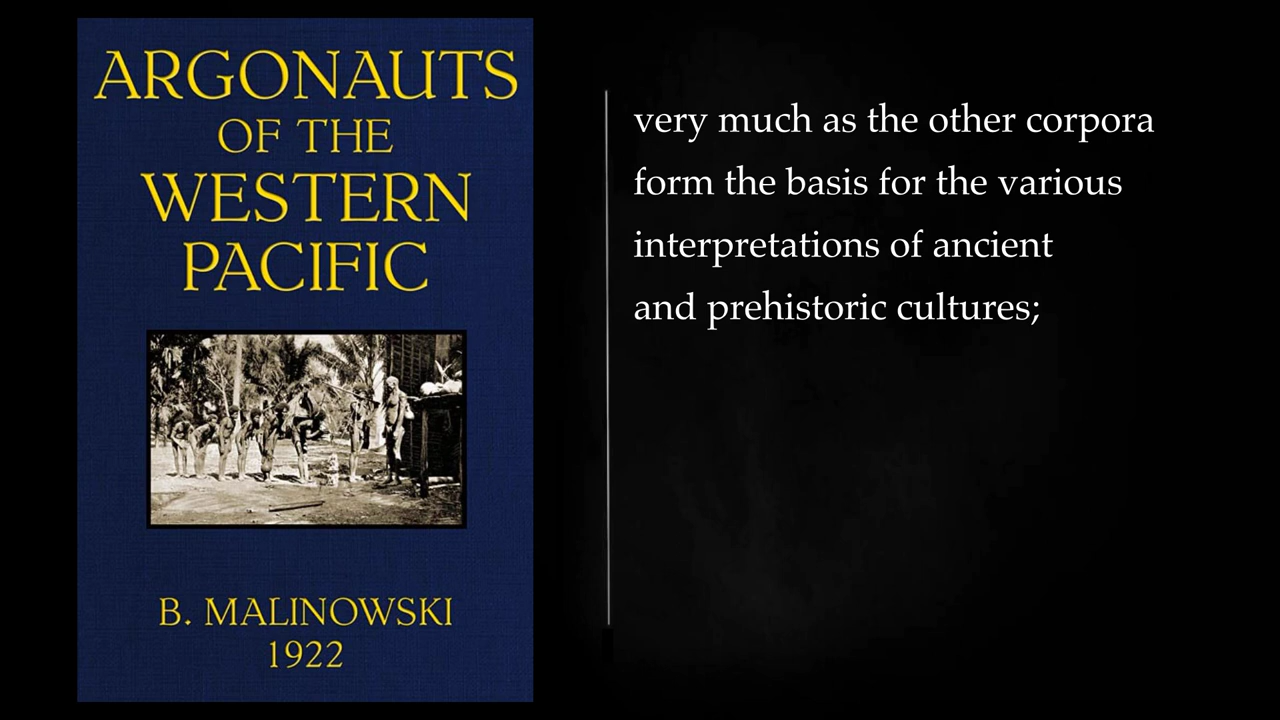 ARGONAUTS
OF THE
WESTERN
PACIFIC
B. MALINOWSKI
1922
very much as the other corpora
form the basis for the various
interpretations of ancient
and prehistoric cultures;